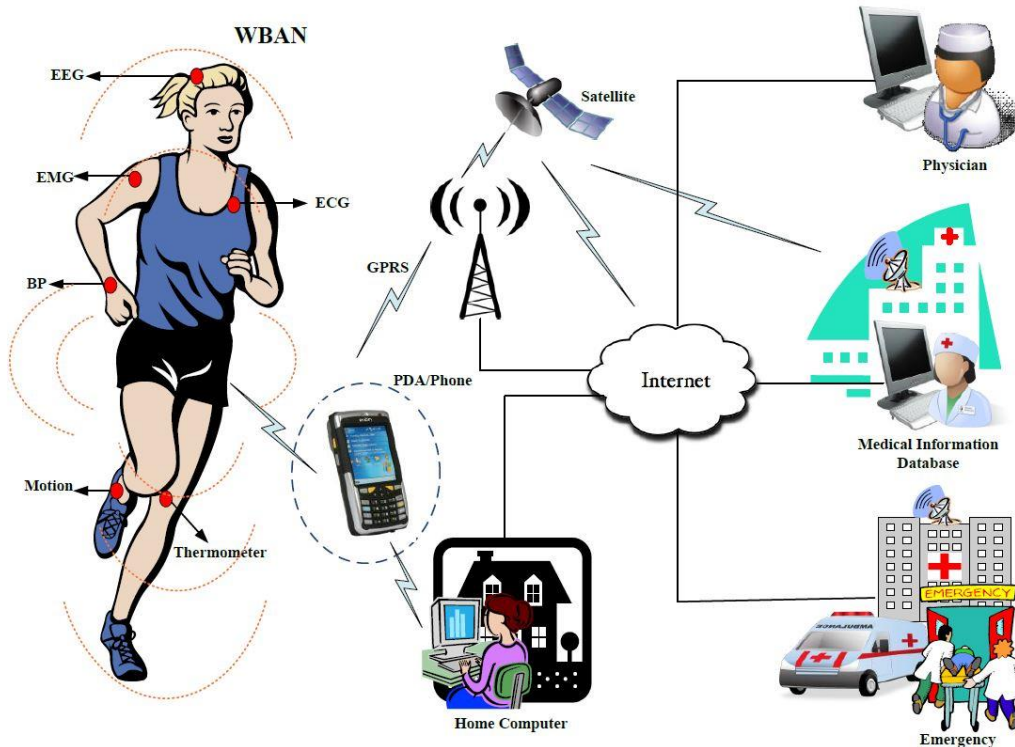 WBAN
EEG
EMG
ECG
BP
Motion
Thermometer
Satellite
GPRS
PDA/Phone
Internet
Home Computer
Physician
Medical Information
Database
EMERGENCY
AMBULANCE
Emergency